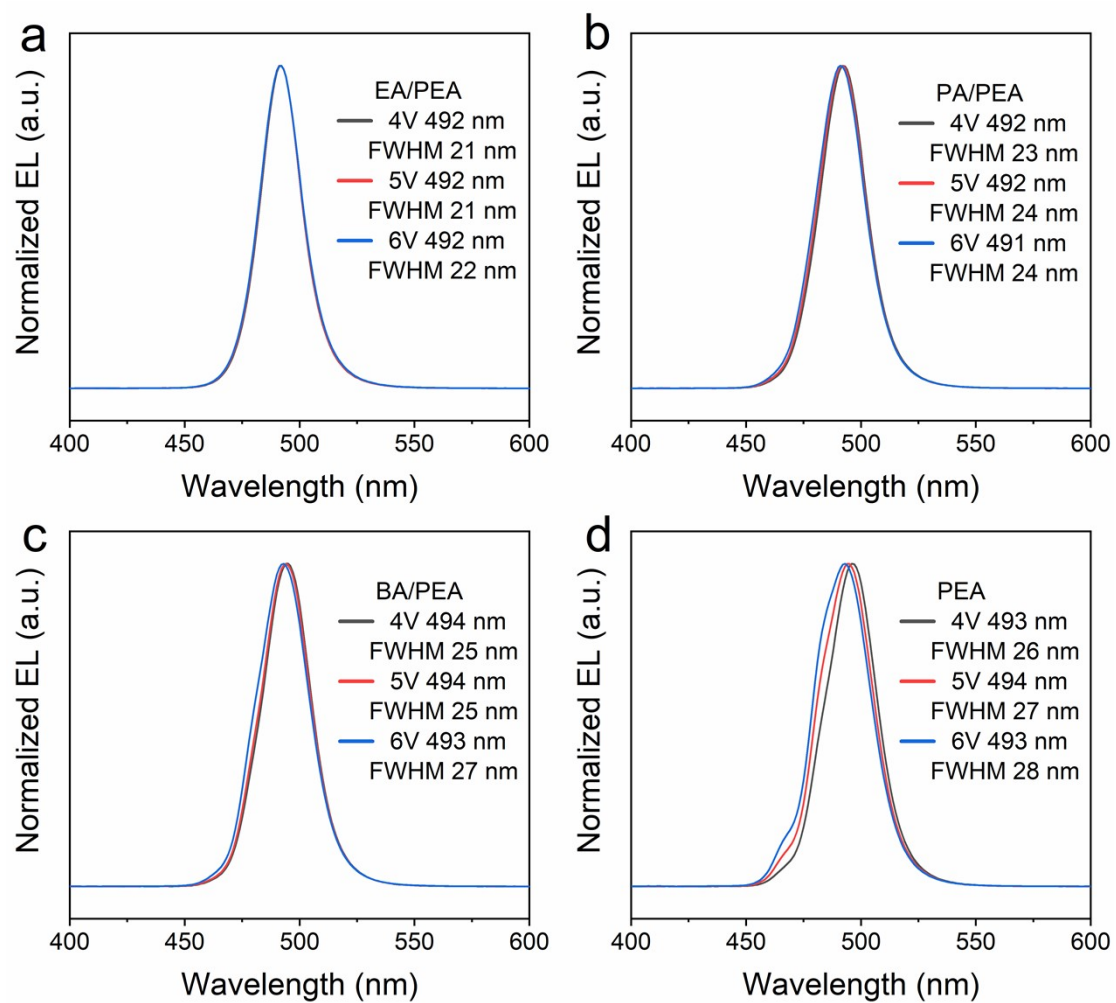 a
Normalized EL (a.u.)
EA/PEA
4V 492 nm
FWHM 21 nm
5V 492 nm
FWHM 21 nm
6V 492 nm
FWHM 22 nm
400 450 500 550 600
Wavelength (nm)
b
Normalized EL (a.u.)
PA/PEA
4V 492 nm
FWHM 23 nm
5V 492 nm
FWHM 24 nm
6V 491 nm
FWHM 24 nm
400 450 500 550 600
Wavelength (nm)
c
Normalized EL (a.u.)
BA/PEA
4V 494 nm
FWHM 25 nm
5V 494 nm
FWHM 25 nm
6V 493 nm
FWHM 27 nm
400 450 500 550 600
Wavelength (nm)
d
Normalized EL (a.u.)
PEA
4V 493 nm
FWHM 26 nm
5V 494 nm
FWHM 27 nm
6V 493 nm
FWHM 28 nm
400 450 500 550 600
Wavelength (nm)